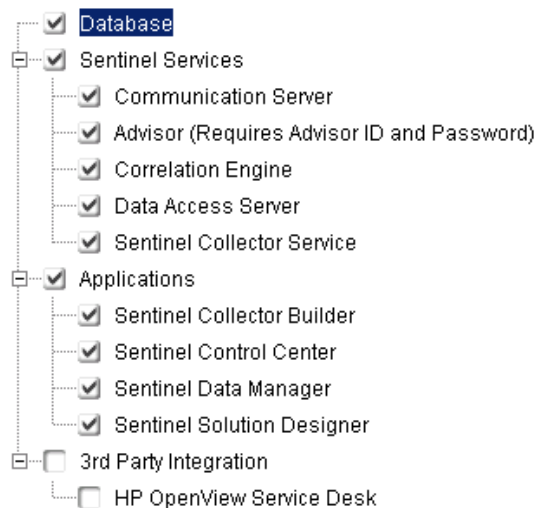 Database
Sentinel Services
Communication Server
Advisor (Requires Advisor ID and Password)
Correlation Engine
Data Access Server
Sentinel Collector Service
Applications
Sentinel Collector Builder
Sentinel Control Center
Sentinel Data Manager
Sentinel Solution Designer
3rd Party Integration
HP OpenView Service Desk